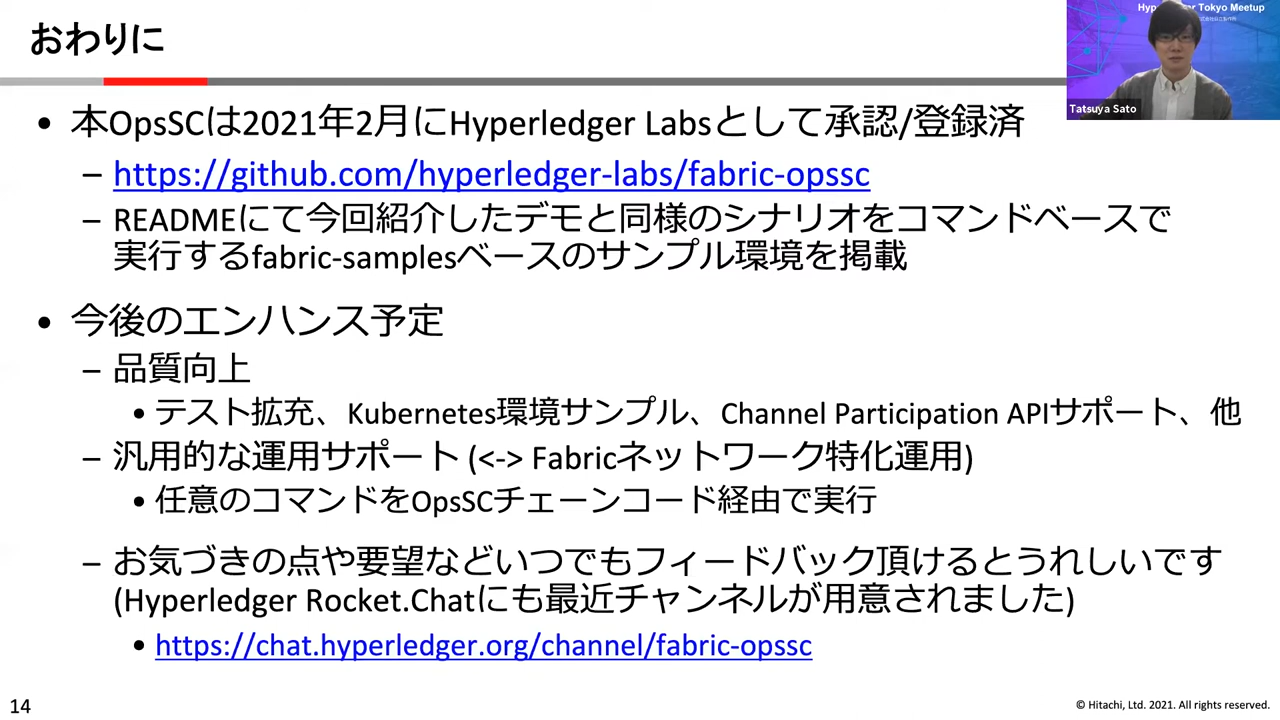 おわりに
Tokyo Meetup
Tatsuya Sato
• 本OpsSCは2021年2月にHyperledger Labsとして承認/登録済
– https://github.com/hyperledger-labs/fabric-opssc
– READMEにて今回紹介したデモと同様のシナリオをコマンドベースで
実行するfabric-samplesベースのサンプル環境を掲載
• 今後のエンハンス予定
– 品質向上
• テスト拡充、Kubernetes環境サンプル、Channel Participation APIサポート、他
– 汎用的な運用サポート (<-> Fabricネットワーク特化運用)
• 任意のコマンドをOpsSCチェーンコード経由で実行
– お気づきの点や要望などいつでもフィードバック頂けるとうれしいです
(Hyperledger Rocket.Chatにも最近チャンネルが用意されました)
• https://chat.hyperledger.org/channel/fabric-opssc
14
© Hitachi, Ltd. 2021. All rights reserved.